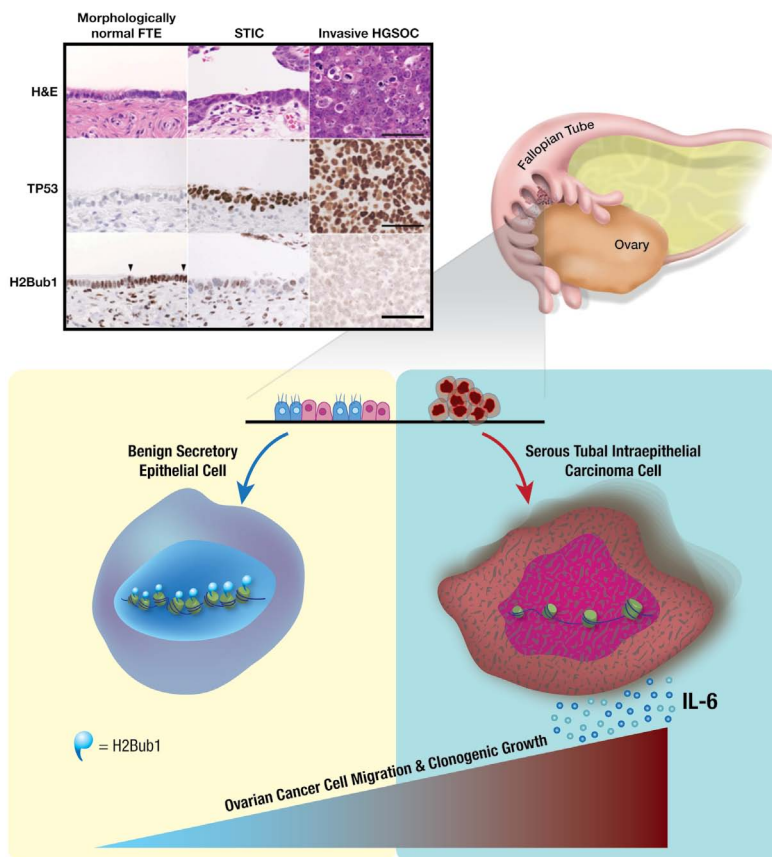 Morphologically
normal FTE
STIC
Invasive HGSOC
H&E
TP53
H2Bub1
Fallopian Tube
Ovary
Benign Secretory
Epithelial Cell
Serous Tubal Intraepithelial
Carcinoma Cell
IL-6
= H2Bub1
Ovarian Cancer Cell Migration & Clonogenic Growth